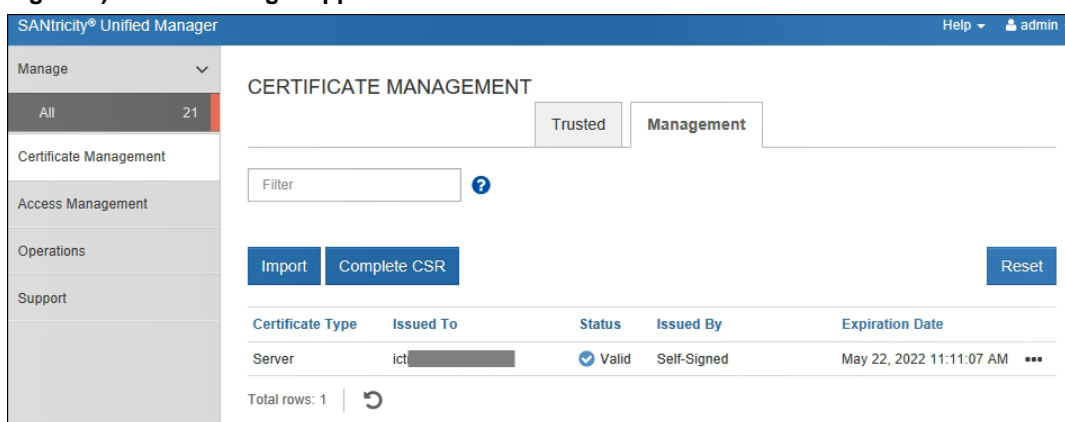 SANtricity® Unified Manager
Help
admin
Manage
All 21
Certificate Management
Access Management
Operations
Support
CERTIFICATE MANAGEMENT
Trusted Management
Filter
Import Complete CSR Reset
Certificate Type Issued To Status Issued By Expiration Date
Server ict Valid Self-Signed May 22, 2022 11:11:07 AM
Total rows: 1